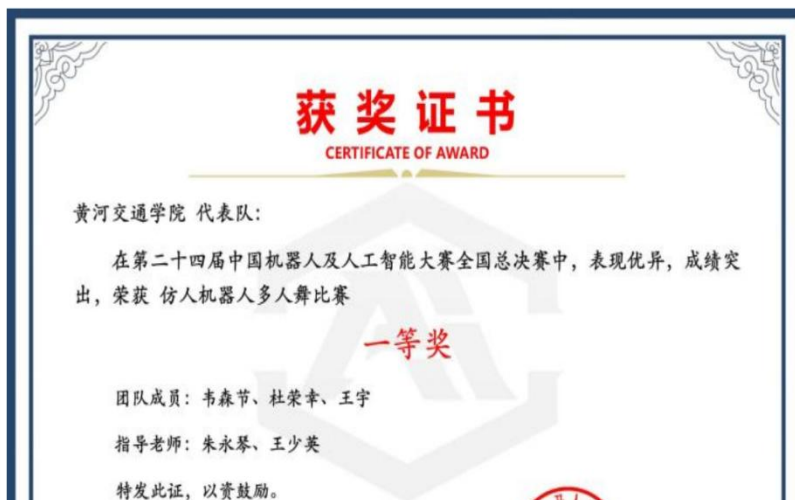 获奖证书
CERTIFICATE OF AWARD
黄河交通学院 代表队：
在第二十四届中国机器人及人工智能大赛全国总决赛中，表现优异，成绩突
出，荣获 仿人机器人多人舞比赛
一等奖
团队成员：韦森节、杜荣幸、王宇
指导老师：朱永琴、王少英
特发此证，以资鼓励。